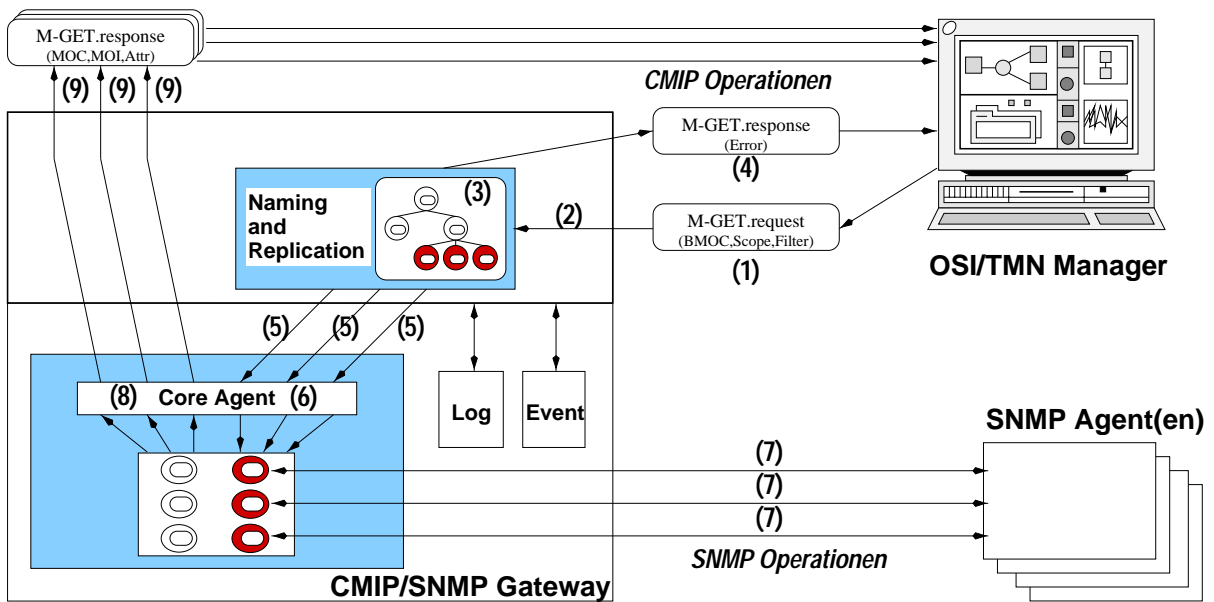 M-GET.response
(MOC,MOI,Attr)
(9) (9) (9)
CMIP Operationen
M-GET.response
(Error)
(4)
Naming
and
Replication
(3)
(2)
M-GET.request
(BMOC,Scope,Filter)
(1)
OSI/TMN Manager
(5) (5) (5)
(8) Core Agent (6)
Log
Event
SNMP Agent(en)
(7)
(7)
(7)
SNMP Operationen
CMIP/SNMP Gateway